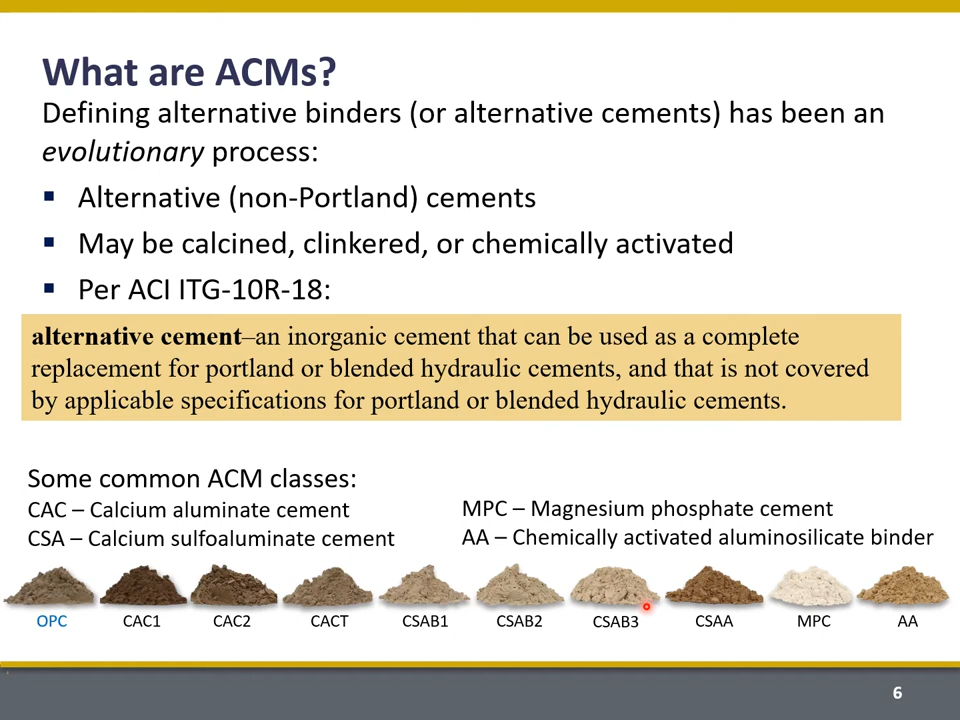 What are ACMs?
Defining alternative binders (or alternative cements) has been an
evolutionary process:
▪ Alternative (non-Portland) cements
▪ May be calcined, clinkered, or chemically activated
▪ Per ACI ITG-10R-18:
alternative cement–an inorganic cement that can be used as a complete
replacement for portland or blended hydraulic cements, and that is not covered
by applicable specifications for portland or blended hydraulic cements.
Some common ACM classes:
CAC – Calcium aluminate cement
CSA – Calcium sulfoaluminate cement
MPC – Magnesium phosphate cement
AA – Chemically activated aluminosilicate binder
OPC CAC1 CAC2 CACT CSAB1 CSAB2 CSAB3 CSAA MPC AA
6